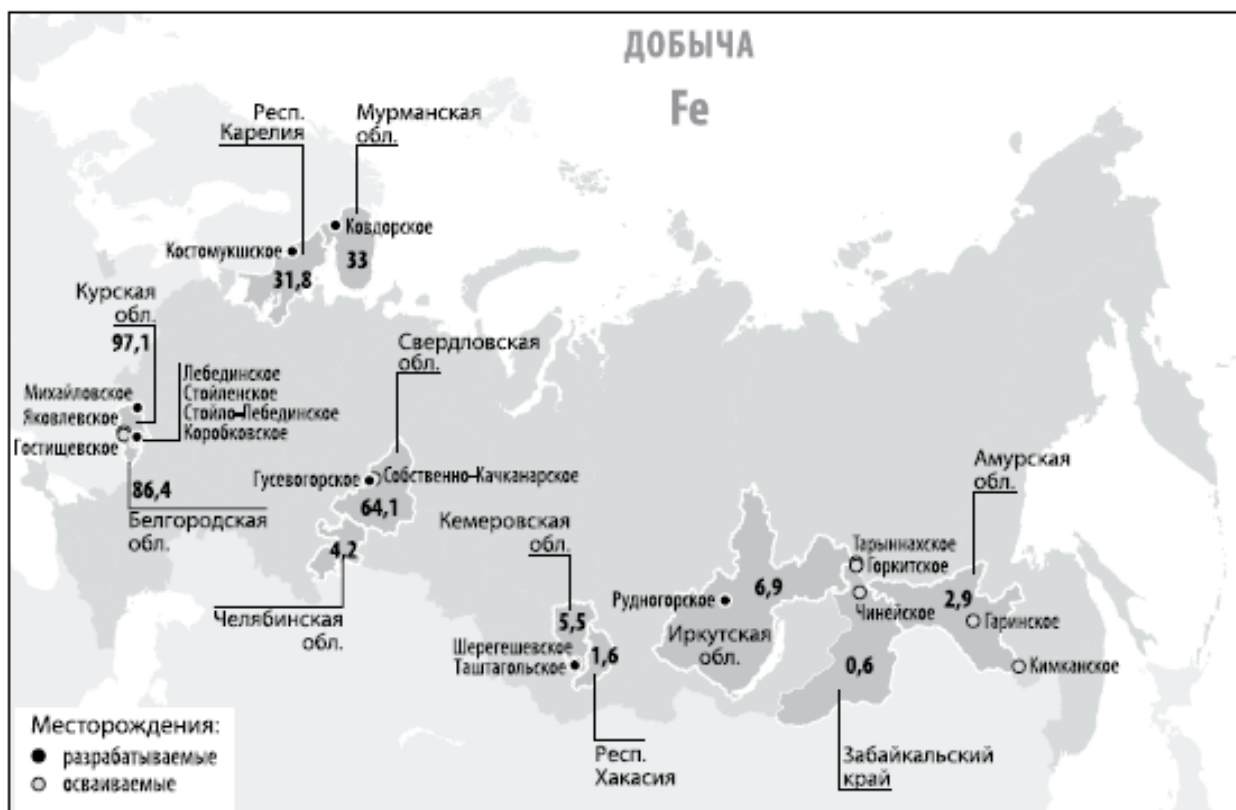 ДОБЫЧА
Fe
Респ.
Карелия
Мурманская
обл.
Ковдорское
Костомукшское
33
31,8
Курская
обл.
97,1
Свердловская
обл.
Лебединское
Стойленское
Стойло-Лебединское
Коробковское
Михайловское
Яковлевское
Гостищевское
86,4
Белгородская
обл.
Гусевогорское
Собственно-Качканарское
64,1
4,2
Челябинская
обл.
Кемеровская
обл.
5,5
Шерегешевское
Таштагольское
1,6
Респ.
Хакасия
Рудногорское
6,9
Иркутская
обл.
Амурская
обл.
Тарыннахское
Горкитское
Чинейское
2,9
Гаринское
Кимканское
0,6
Забайкальский
край
Месторождения:
разрабатываемые
осваиваемые